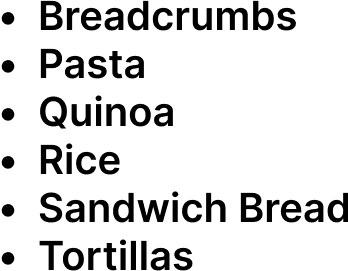 • Breadcrumbs
• Pasta
• Quinoa
• Rice
• Sandwich Bread
• Tortillas